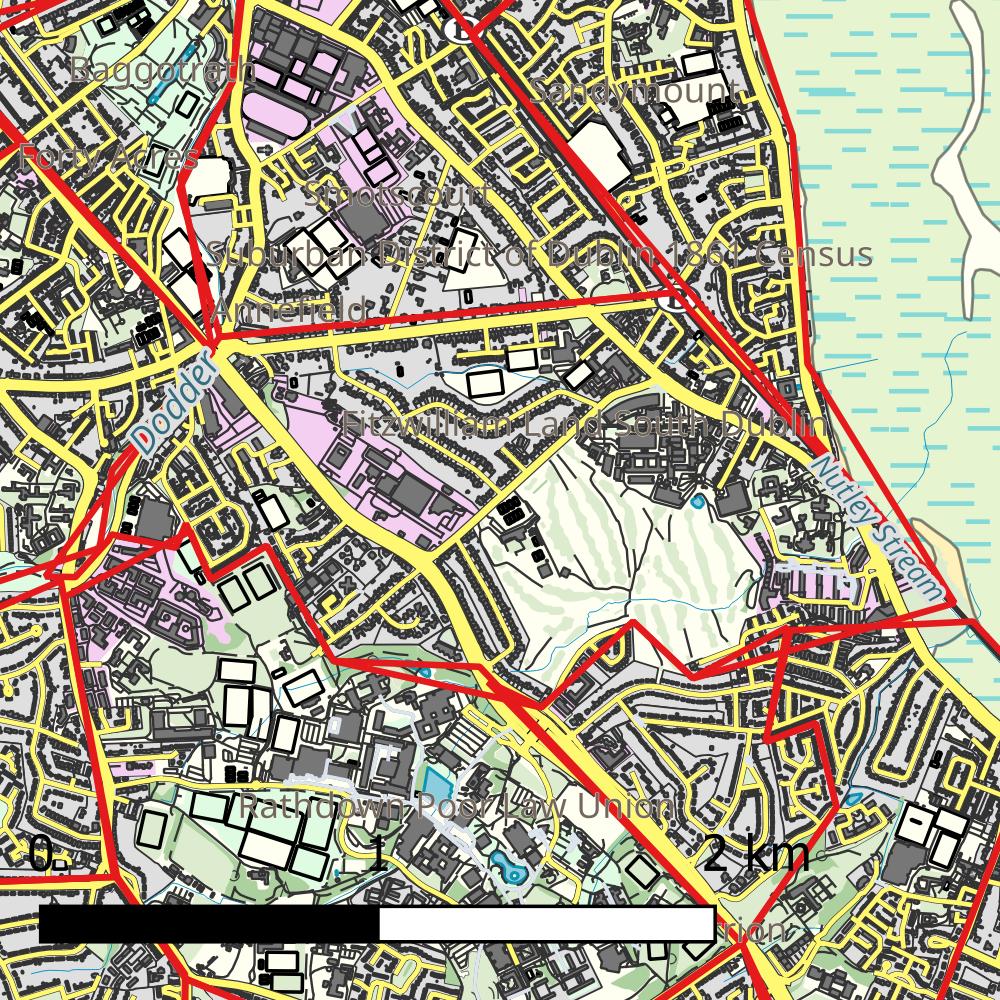 Baggotrath
Sandymount
Forty Acres
Smotscourt
Suburban District of Dublin 1861 Census
Annefield
Dodder
Fitzwilliam Land South Dublin
Nutley Stream
Rathdown Poor Law Union
0 1 2 km
rion